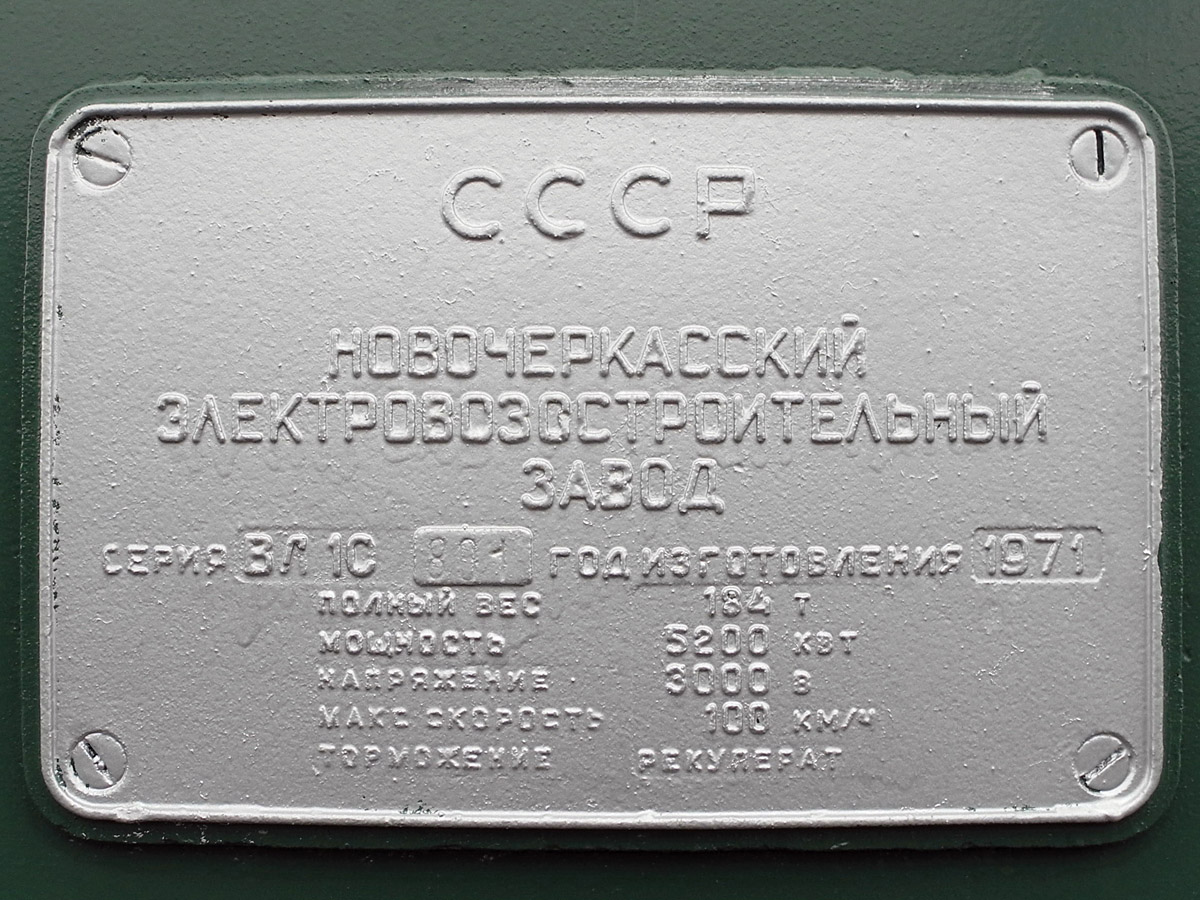 СССР
НОВОЧЕРКАССКИЙ
ЭЛЕКТРОВОЗОСТРОИТЕЛЬНЫЙ
ЗАВОД
СЕРИЯ ВЛ 1С 801 ГОД ИЗГОТОВЛЕНИЯ 1971
ПОЛНЫЙ ВЕС 184 Т
МОЩНОСТЬ 5200 КВТ
НАПРЯЖЕНИЕ 3000 В
МАКС СКОРОСТЬ 100 КМ/Ч
ТОРМОЖЕНИЕ РЕКУПЕРАТ